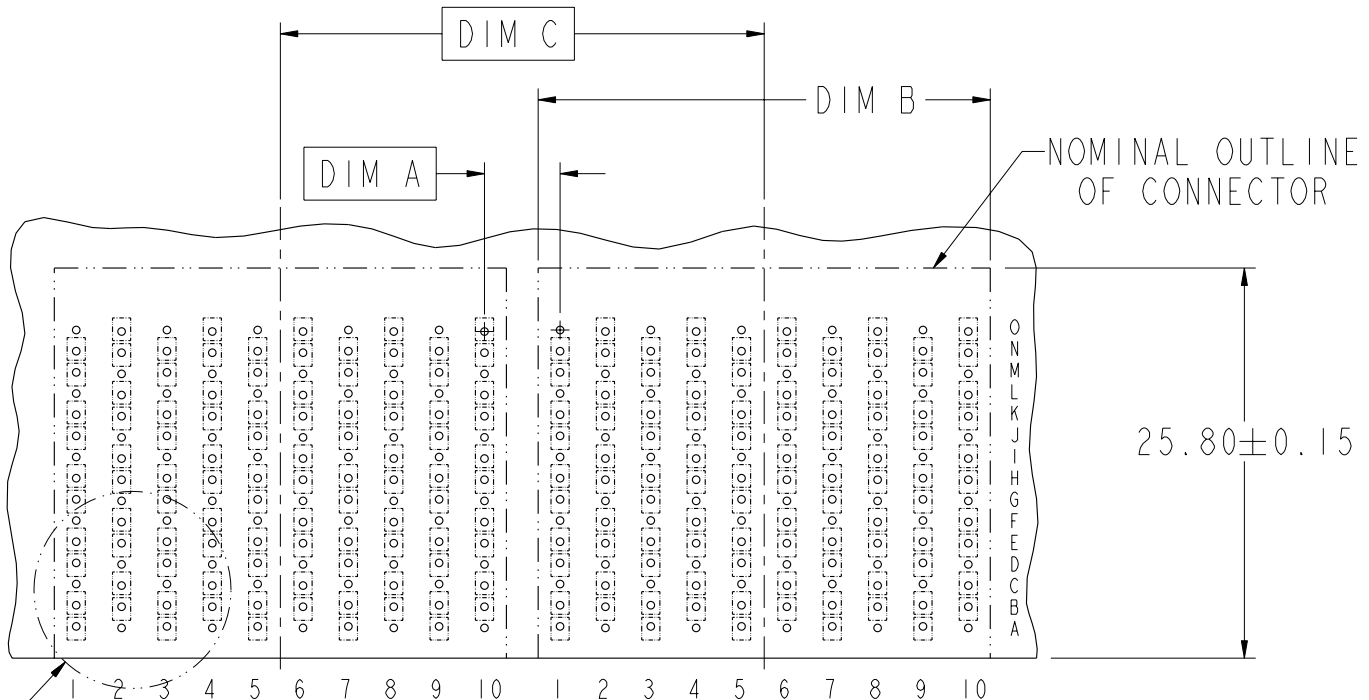 DIM C
DIM B
DIM A
NOMINAL OUTLINE
OF CONNECTOR
O
N
M
L
K
J
I
H
G
F
E
D
C
B
A
25.80±0.15
1 2 3 4 5 6 7 8 9 10 1 2 3 4 5 6 7 8 9 10